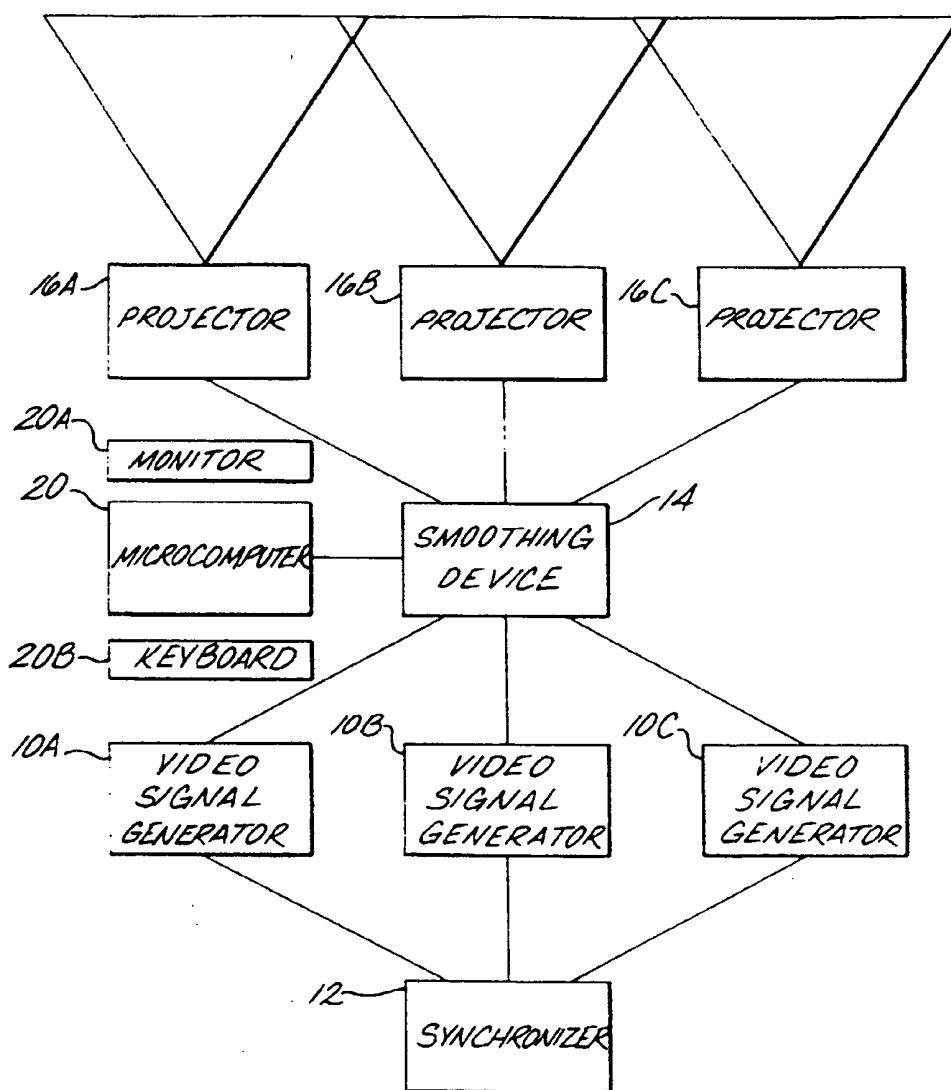 16A
PROJECTOR
16B
PROJECTOR
16C
PROJECTOR
20A
MONITOR
20
MICROCOMPUTER
14
SMOOTHING
DEVICE
20B
KEYBOARD
10A
VIDEO
SIGNAL
GENERATOR
10B
VIDEO
SIGNAL
GENERATOR
10C
VIDEO
SIGNAL
GENERATOR
12
SYNCHRONIZER